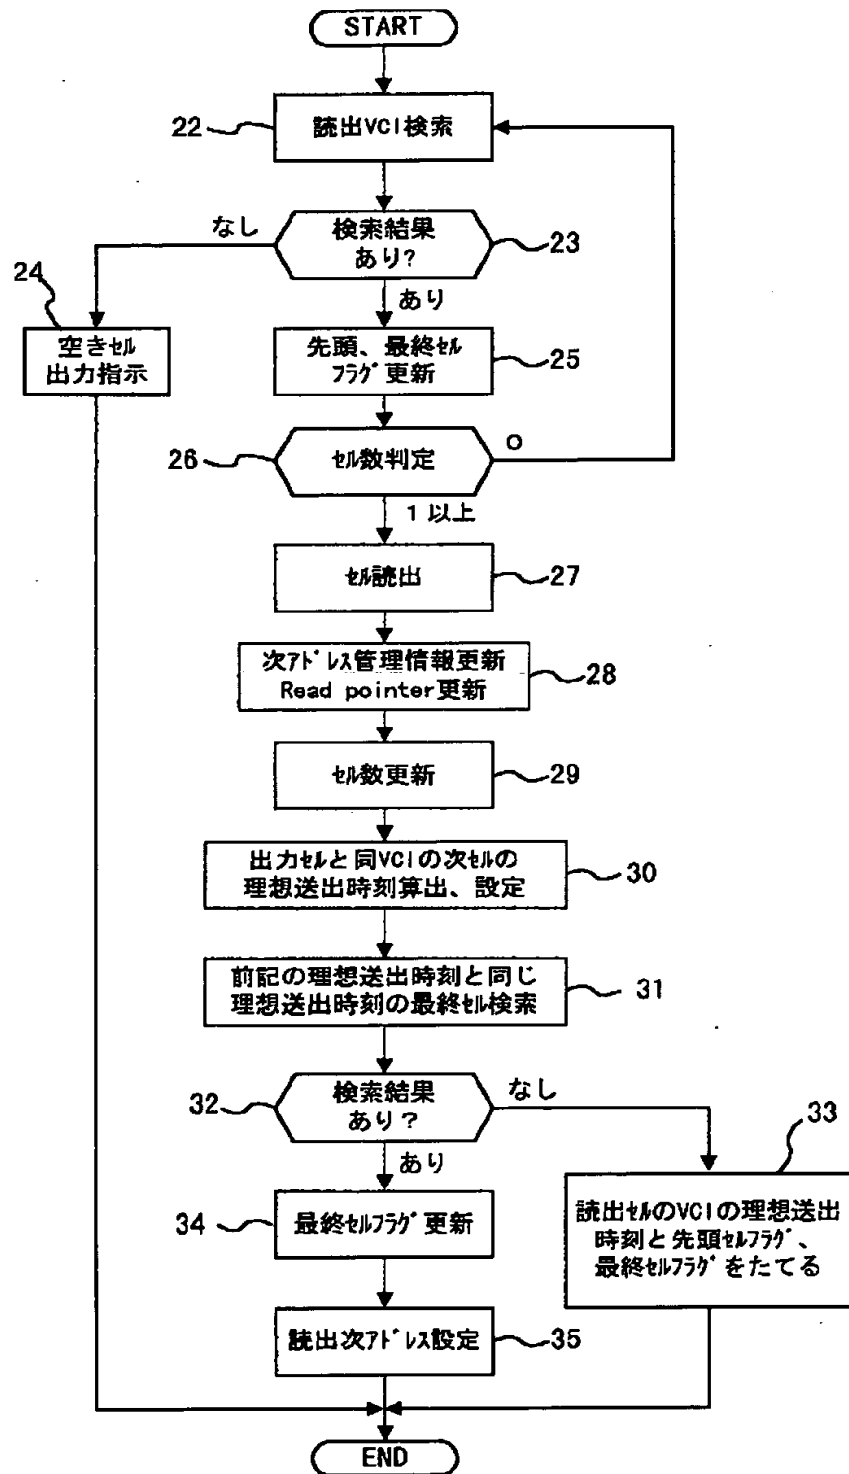 START
22
読出VCI検索
なし
検索結果
あり?
23
24
あり
空きｾﾙ
出力指示
先頭、最終ｾﾙ
ﾌﾗｸﾞ更新
25
26
ｾﾙ数判定
0
1以上
ｾﾙ読出
27
次ｱﾄﾞﾚｽ管理情報更新
Read pointer更新
28
ｾﾙ数更新
29
出力ｾﾙと同VCIの次ｾﾙの
理想送出時刻算出、設定
30
前記の理想送出時刻と同じ
理想送出時刻の最終ｾﾙ検索
31
32
検索結果
あり？
なし
33
あり
34
最終ｾﾙﾌﾗｸﾞ更新
読出ｾﾙのVCIの理想送出
時刻と先頭ｾﾙﾌﾗｸﾞ、
最終ｾﾙﾌﾗｸﾞをたてる
読出次ｱﾄﾞﾚｽ設定
35
END